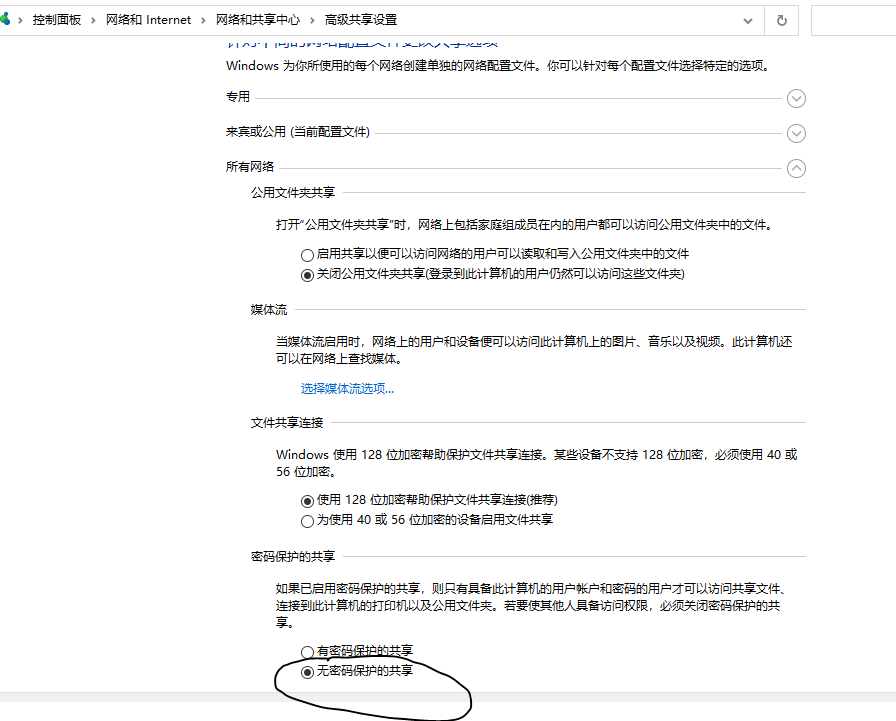 控制面板 > 网络和 Internet > 网络和共享中心 > 高级共享设置
针对不同的网络配置文件更改共享选项
Windows 为你所使用的每个网络创建单独的网络配置文件。你可以针对每个配置文件选择特定的选项。
专用
来宾或公用 (当前配置文件)
所有网络
公用文件夹共享
打开“公用文件夹共享”时，网络上包括家庭组成员在内的用户都可以访问公用文件夹中的文件。
启用共享以便可以访问网络的用户可以读取和写入公用文件夹中的文件
关闭公用文件夹共享(登录到此计算机的用户仍然可以访问这些文件夹)
媒体流
当媒体流启用时，网络上的用户和设备便可以访问此计算机上的图片、音乐以及视频。此计算机还
可以在网络上查找媒体。
选择媒体流选项...
文件共享连接
Windows 使用 128 位加密帮助保护文件共享连接。某些设备不支持 128 位加密，必须使用 40 或
56 位加密。
使用 128 位加密帮助保护文件共享连接(推荐)
为使用 40 或 56 位加密的设备启用文件共享
密码保护的共享
如果已启用密码保护的共享，则只有具备此计算机的用户帐户和密码的用户才可以访问共享文件、
连接到此计算机的打印机以及公用文件夹。若要使其他人具备访问权限，必须关闭密码保护的共
享。
有密码保护的共享
无密码保护的共享